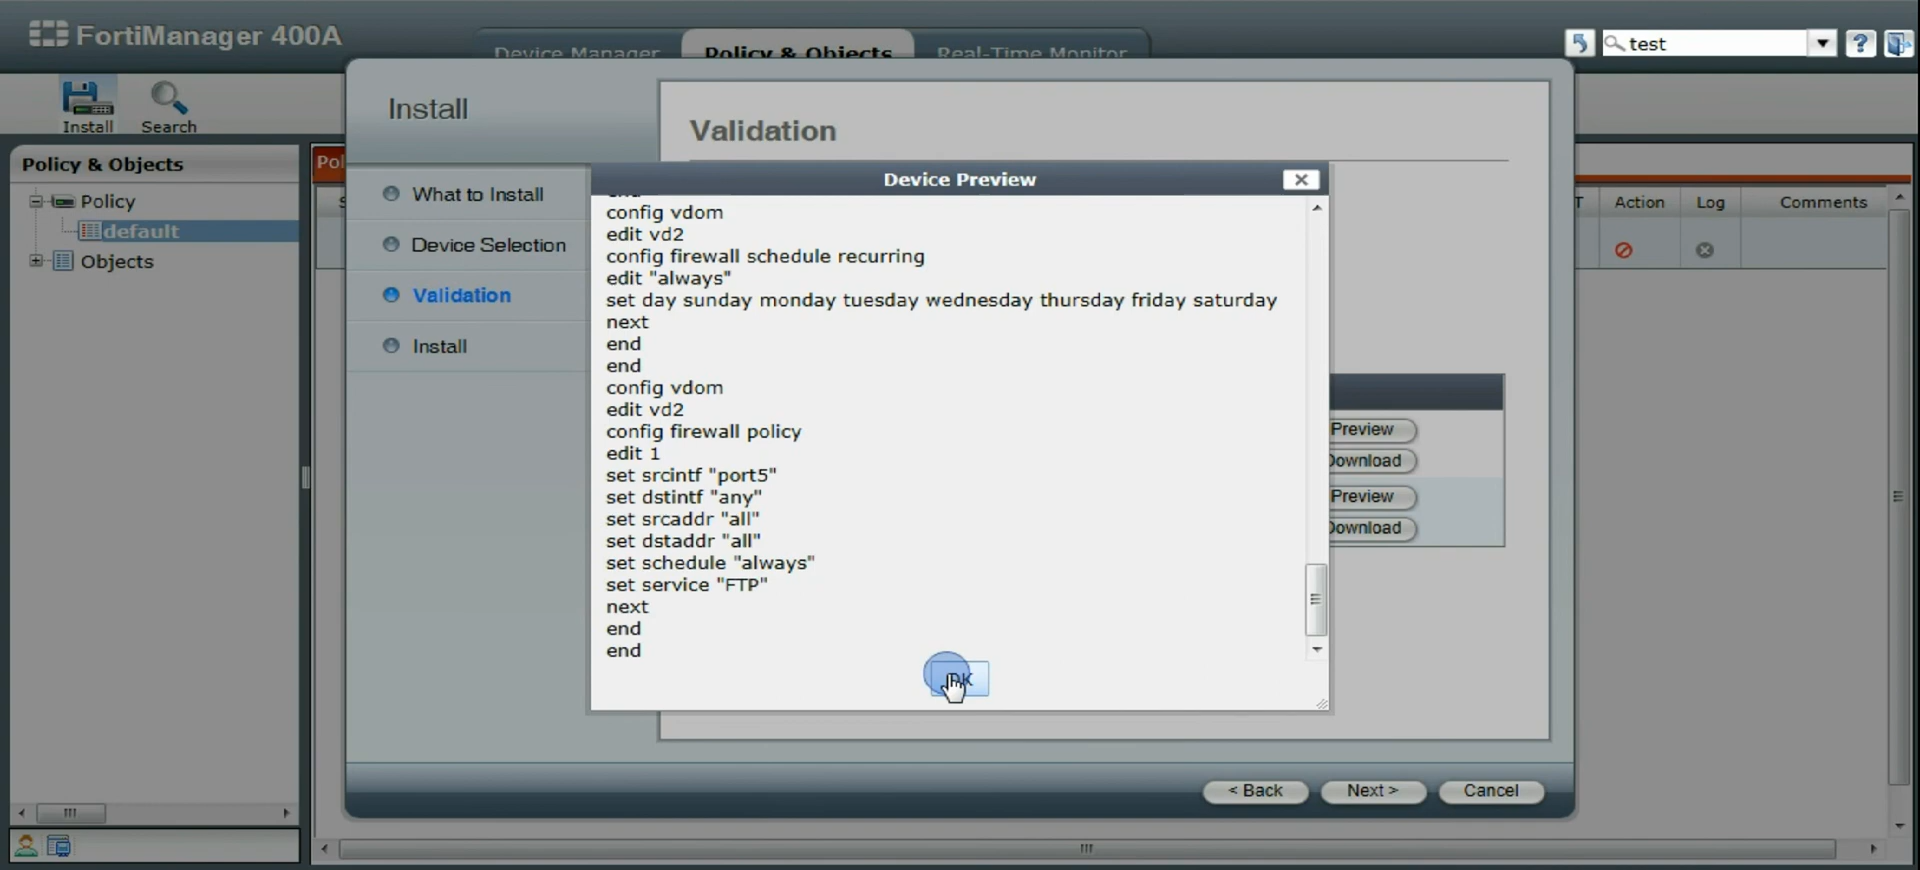 FortiManager 400A
Device Manager
Policy & Objects
Real-Time Monitor
test
?
Install
Search
Policy & Objects
Policy
default
Objects
Install
What to Install
Device Selection
Validation
Install
Validation
Device Preview
end
config vdom
edit vd2
config firewall schedule recurring
edit "always"
set day sunday monday tuesday wednesday thursday friday saturday
next
end
end
config vdom
edit vd2
config firewall policy
edit 1
set srcintf "port5"
set dstintf "any"
set srcaddr "all"
set dstaddr "all"
set schedule "always"
set service "FTP"
next
end
end
OK
Preview
Download
Preview
Download
Action
Log
Comments
< Back
Next >
Cancel